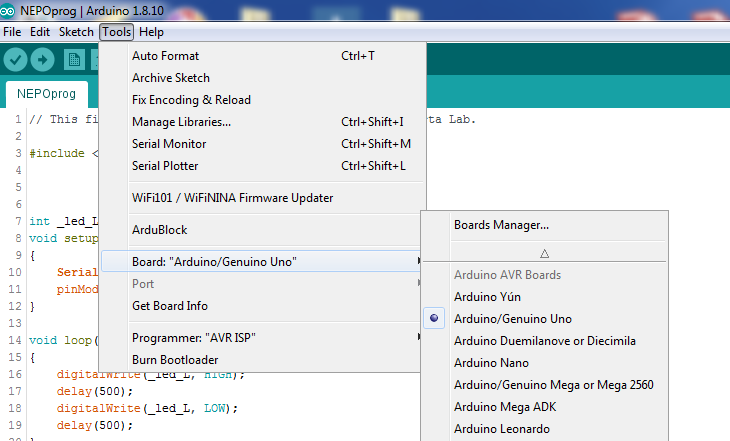 NEPOprog | Arduino 1.8.10
File Edit Sketch Tools Help
NEPOprog
Auto Format Ctrl+T
Archive Sketch
Fix Encoding & Reload
Manage Libraries... Ctrl+Shift+I
Serial Monitor Ctrl+Shift+M
Serial Plotter Ctrl+Shift+L
WiFi101 / WiFiNINA Firmware Updater
ArduBlock
Board: "Arduino/Genuino Uno"
Port
Get Board Info
Programmer: "AVR ISP"
Burn Bootloader
Boards Manager...
Arduino AVR Boards
Arduino Yún
Arduino/Genuino Uno
Arduino Duemilanove or Diecimila
Arduino Nano
Arduino/Genuino Mega or Mega 2560
Arduino Mega ADK
Arduino Leonardo
1 // This fi ta Lab.
2
3 #include <
4
5
6
7 int _led_L
8 void setup
9 {
10 Serial
11 pinMod
12 }
13
14 void loop(
15 {
16 digitalWrite(_led_L, HIGH);
17 delay(500);
18 digitalWrite(_led_L, LOW);
19 delay(500);